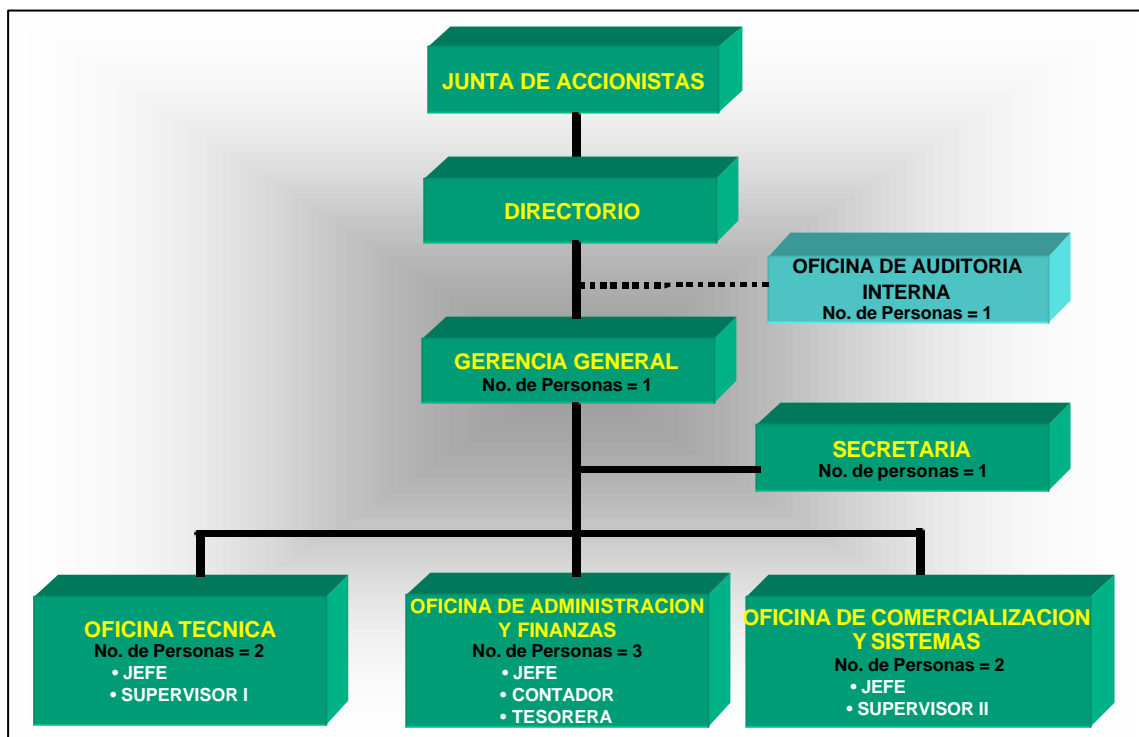 JUNTA DE ACCIONISTAS
DIRECTORIO
OFICINA DE AUDITORIA
INTERNA
No. de Personas = 1
GERENCIA GENERAL
No. de Personas = 1
SECRETARIA
No. de personas = 1
OFICINA TECNICA
No. de Personas = 2
• JEFE
• SUPERVISOR I
OFICINA DE ADMINISTRACION
Y FINANZAS
No. de Personas = 3
• JEFE
• CONTADOR
• TESORERA
OFICINA DE COMERCIALIZACION
Y SISTEMAS
No. de Personas = 2
• JEFE
• SUPERVISOR II